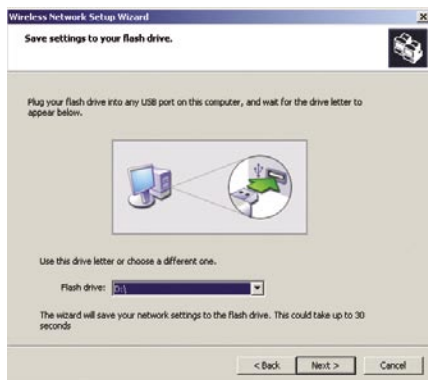 Wireless Network Setup Wizard
Save settings to your flash drive.
Plug your flash drive into any USB port on this computer, and wait for the drive letter to
appear below.
Use this drive letter or choose a different one.
Flash drive: D:\
The wizard will save your network settings to the flash drive. This could take up to 30
seconds
< Back Next > Cancel